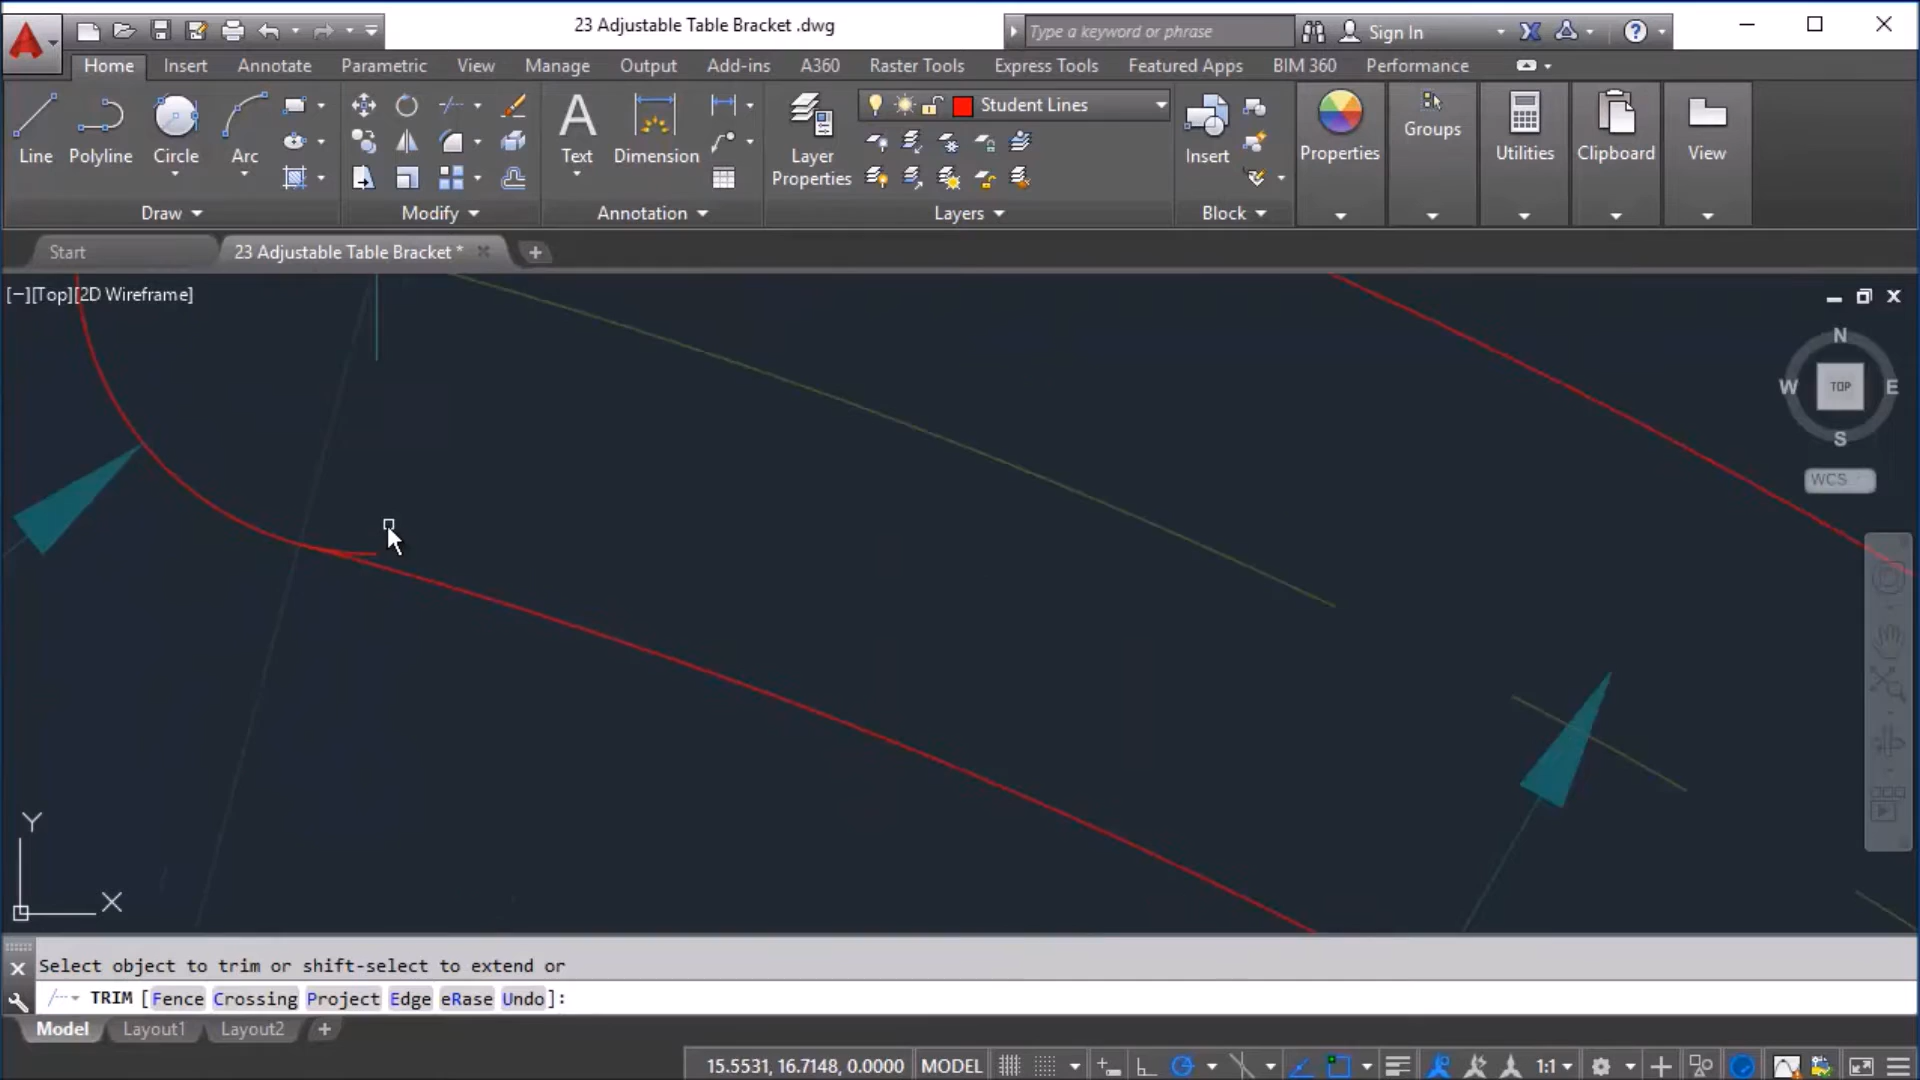 23 Adjustable Table Bracket .dwg
Type a keyword or phrase
Sign In
Home Insert Annotate Parametric View Manage Output Add-ins A360 Raster Tools Express Tools Featured Apps BIM 360 Performance
Line Polyline Circle Arc
A
Text Dimension
Layer Properties
Student Lines
Insert
Properties
Groups
Utilities
Clipboard
View
Draw Modify Annotation Layers Block
Start 23 Adjustable Table Bracket *
[−][Top][2D Wireframe]
N
W TOP E
S
WCS
Y
X
Select object to trim or shift-select to extend or
TRIM [Fence Crossing Project Edge eRase Undo]:
Model Layout1 Layout2
15.5531, 16.7148, 0.0000 MODEL 1:1